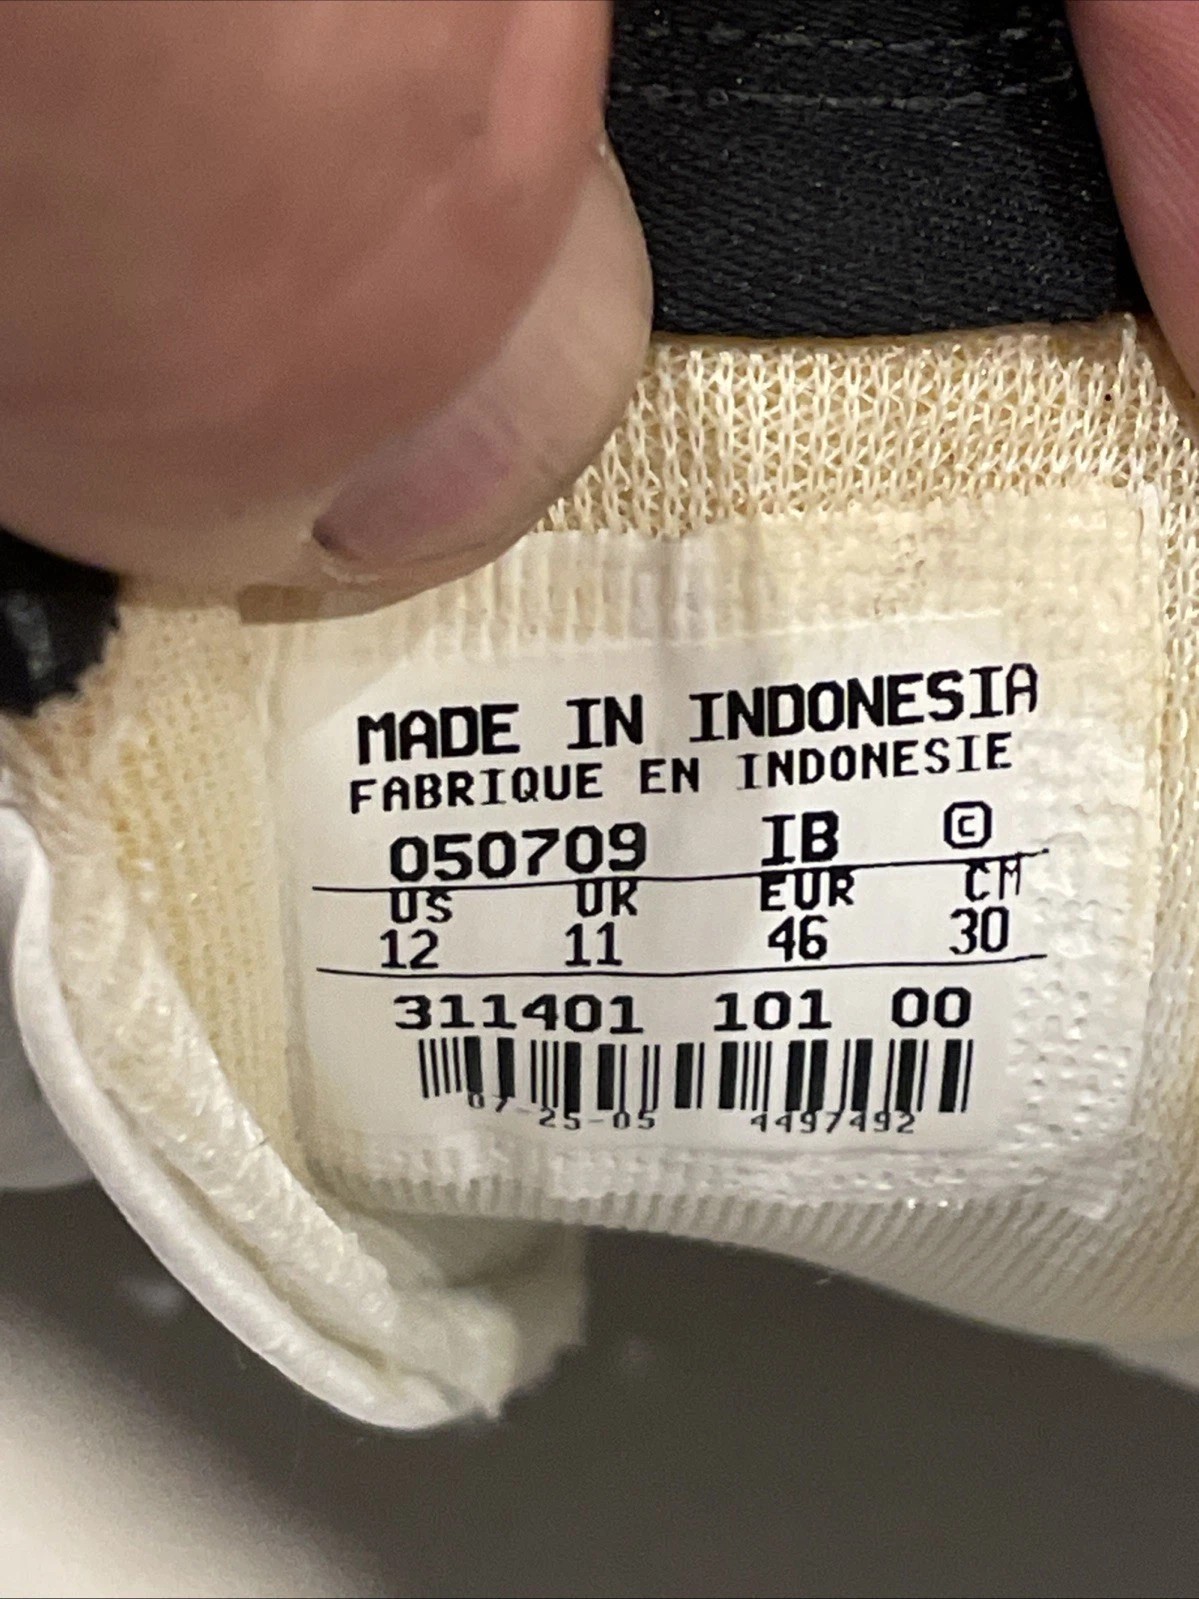 MADE IN INDONESIA
FABRIQUE EN INDONESIE
050709 IB ©
US UK EUR CM
12 11 46 30
311401 101 00
07-25-05 4497492